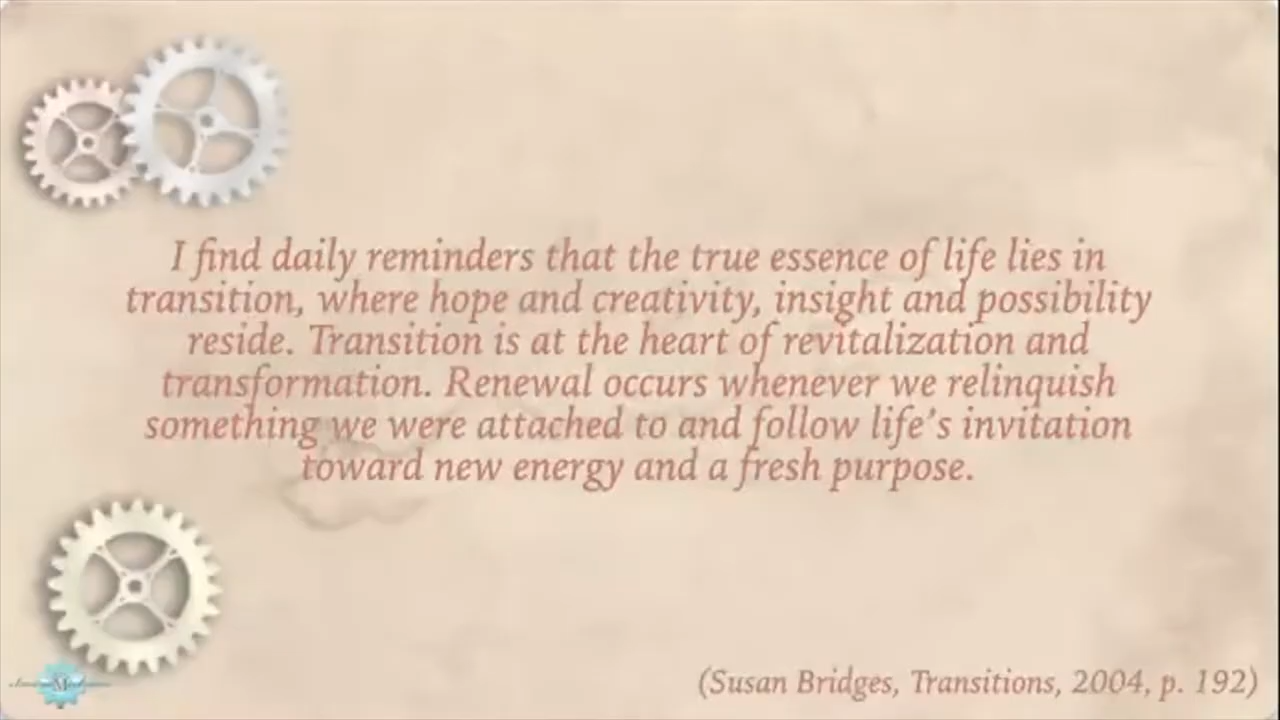 I find daily reminders that the true essence of life lies in
transition, where hope and creativity, insight and possibility
reside. Transition is at the heart of revitalization and
transformation. Renewal occurs whenever we relinquish
something we were attached to and follow life's invitation
toward new energy and a fresh purpose.
(Susan Bridges, Transitions, 2004, p. 192)